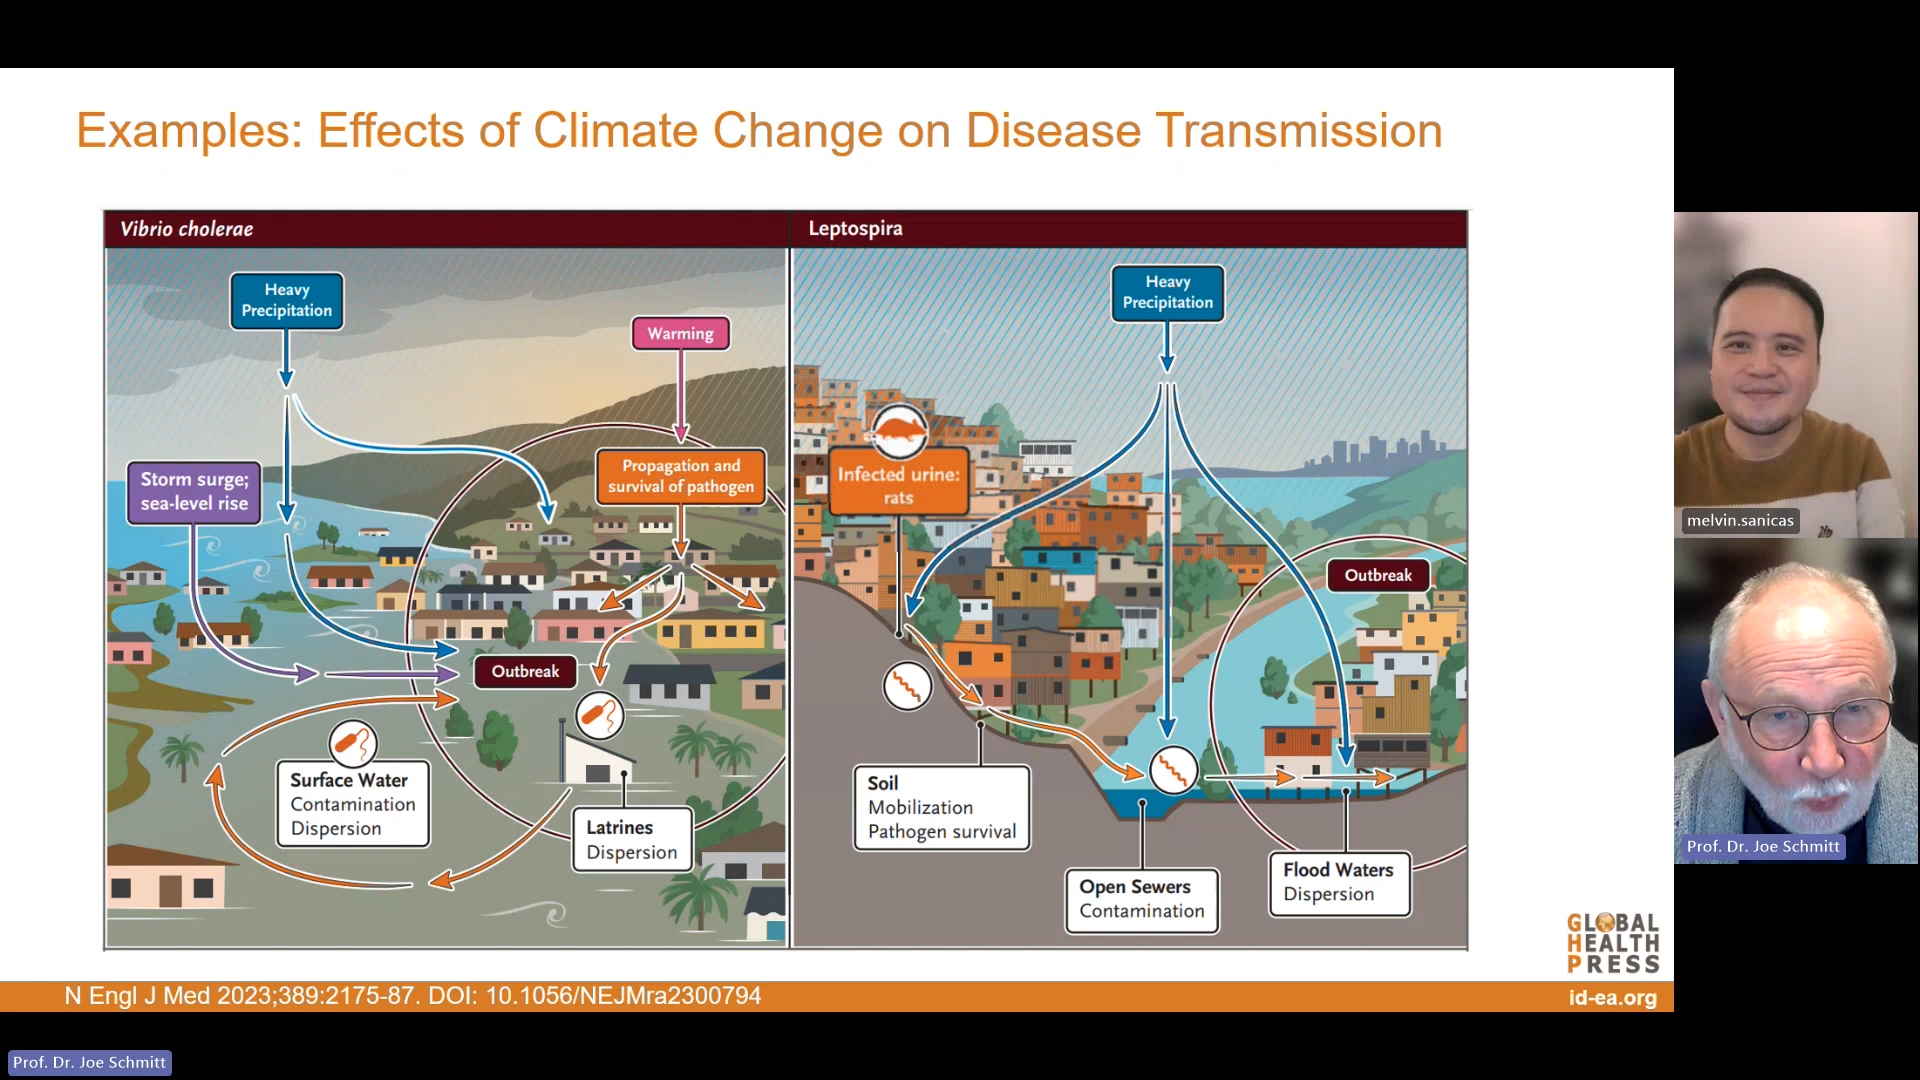 Examples: Effects of Climate Change on Disease Transmission
Vibrio cholerae
Heavy
Precipitation
Warming
Storm surge;
sea-level rise
Propagation and
survival of pathogen
Outbreak
Surface Water
Contamination
Dispersion
Latrines
Dispersion
Leptospira
Heavy
Precipitation
Infected urine:
rats
Outbreak
Soil
Mobilization
Pathogen survival
Open Sewers
Contamination
Flood Waters
Dispersion
melvin.sanicas
Prof. Dr. Joe Schmitt
GLOBAL
HEALTH
PRESS
N Engl J Med 2023;389:2175-87. DOI: 10.1056/NEJMra2300794
id-ea.org
Prof. Dr. Joe Schmitt